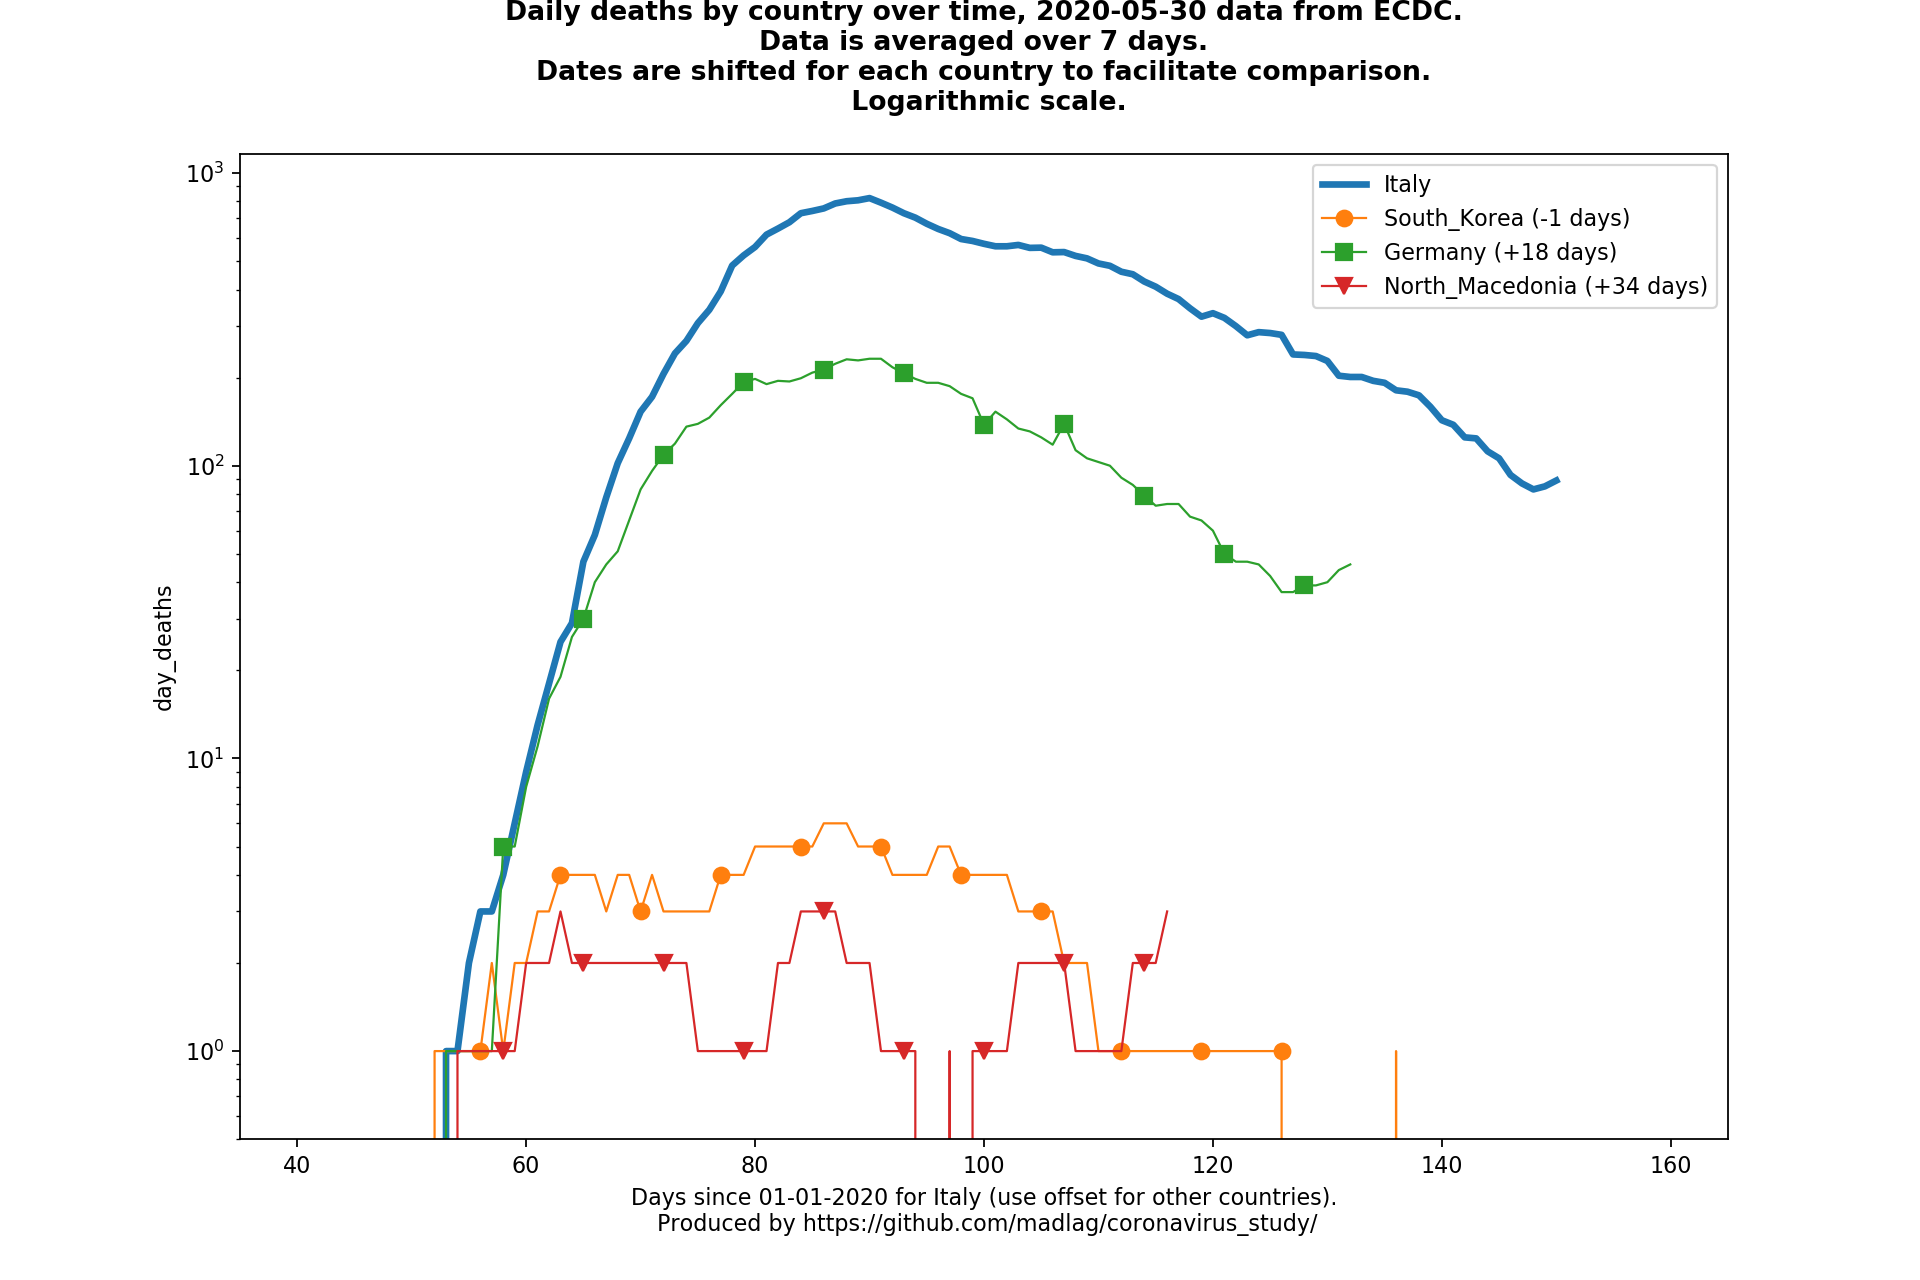 Daily deaths by country over time, 2020-05-30 data from ECDC.
Data is averaged over 7 days.
Dates are shifted for each country to facilitate comparison.
Logarithmic scale.
10³
10²
10¹
10⁰
day_deaths
Italy
South_Korea (-1 days)
Germany (+18 days)
North_Macedonia (+34 days)
40 60 80 100 120 140 160
Days since 01-01-2020 for Italy (use offset for other countries).
Produced by https://github.com/madlag/coronavirus_study/